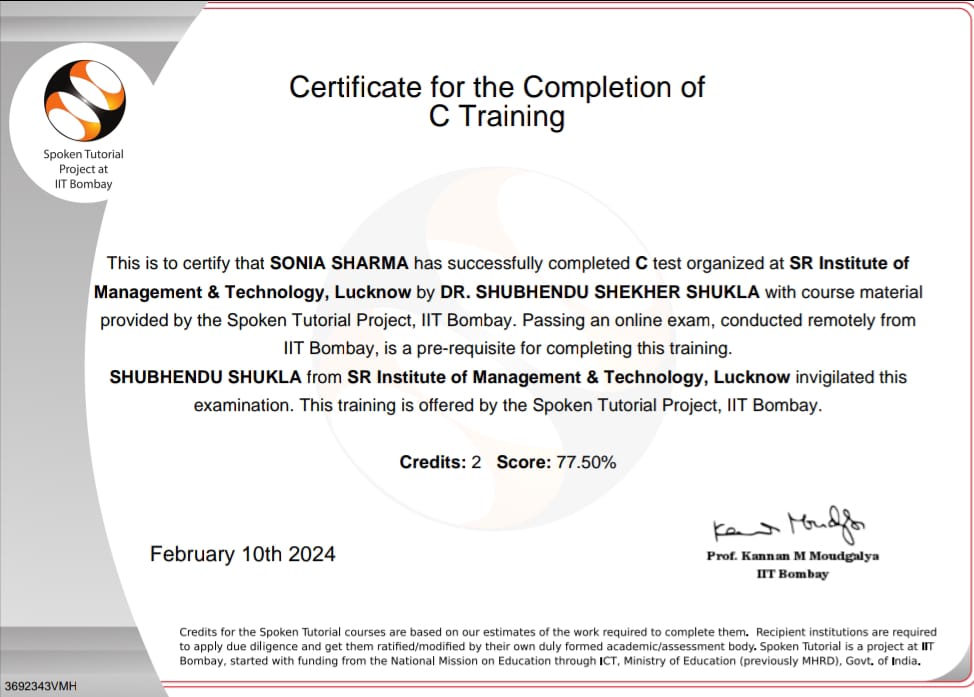 Spoken Tutorial
Project at
IIT Bombay
Certificate for the Completion of
C Training
This is to certify that SONIA SHARMA has successfully completed C test organized at SR Institute of
Management & Technology, Lucknow by DR. SHUBHENDU SHEKHER SHUKLA with course material
provided by the Spoken Tutorial Project, IIT Bombay. Passing an online exam, conducted remotely from
IIT Bombay, is a pre-requisite for completing this training.
SHUBHENDU SHUKLA from SR Institute of Management & Technology, Lucknow invigilated this
examination. This training is offered by the Spoken Tutorial Project, IIT Bombay.
Credits: 2 Score: 77.50%
February 10th 2024
Prof. Kannan M Moudgalya
IIT Bombay
Credits for the Spoken Tutorial courses are based on our estimates of the work required to complete them. Recipient institutions are required
to apply due diligence and get them ratified/modified by their own duly formed academic/assessment body. Spoken Tutorial is a project at IIT
Bombay, started with funding from the National Mission on Education through ICT, Ministry of Education (previously MHRD), Govt. of India.
3692343VMH